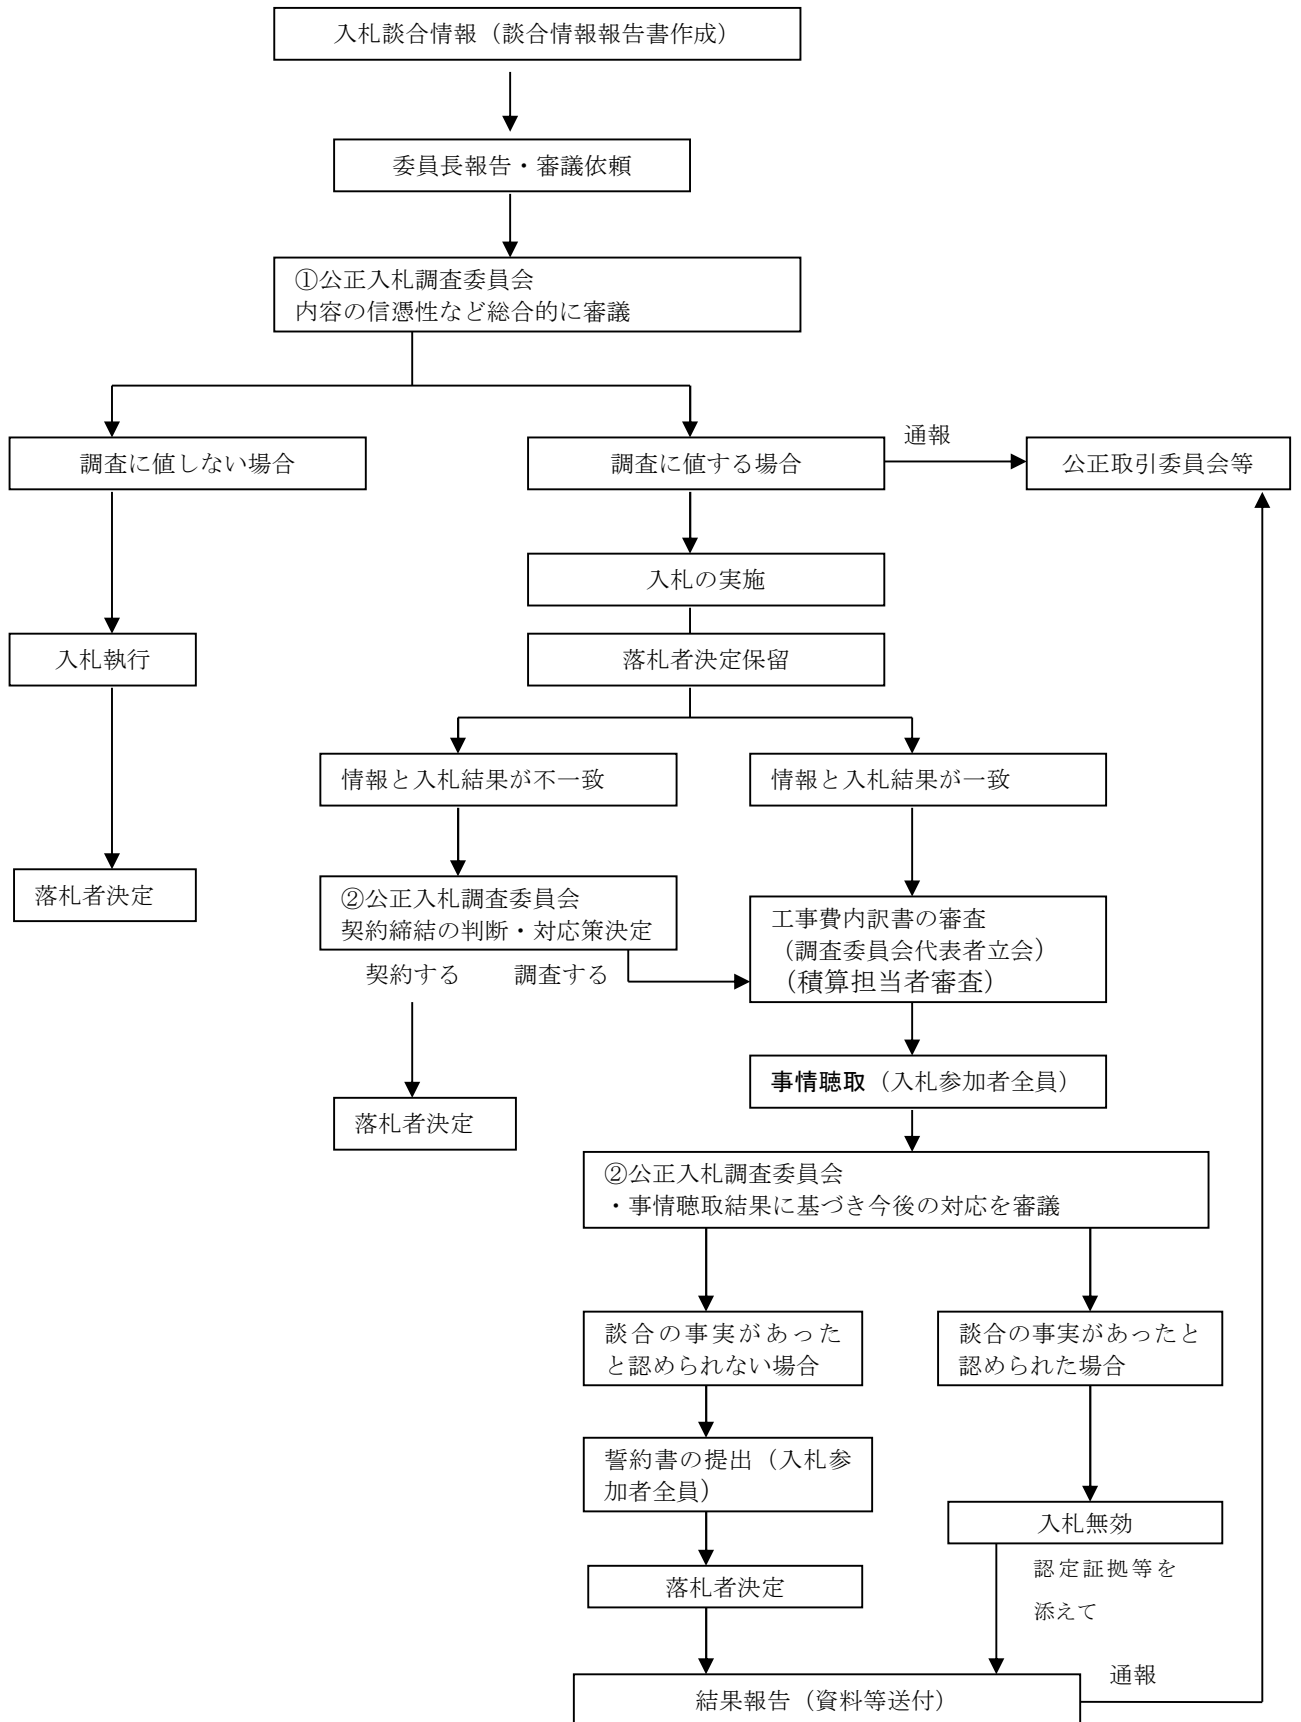 入札談合情報（談合情報報告書作成）
委員長報告・審議依頼
①公正入札調査委員会
内容の信憑性など総合的に審議
調査に値しない場合
調査に値する場合
通報
公正取引委員会等
入札の実施
入札執行
落札者決定保留
情報と入札結果が不一致
情報と入札結果が一致
落札者決定
②公正入札調査委員会
契約締結の判断・対応策決定
契約する
調査する
工事費内訳書の審査
（調査委員会代表者立会）
（積算担当者審査）
事情聴取（入札参加者全員）
落札者決定
②公正入札調査委員会
・事情聴取結果に基づき今後の対応を審議
談合の事実があった
と認められない場合
談合の事実があったと
認められた場合
誓約書の提出（入札参
加者全員）
入札無効
認定証拠等を
添えて
落札者決定
結果報告（資料等送付）
通報